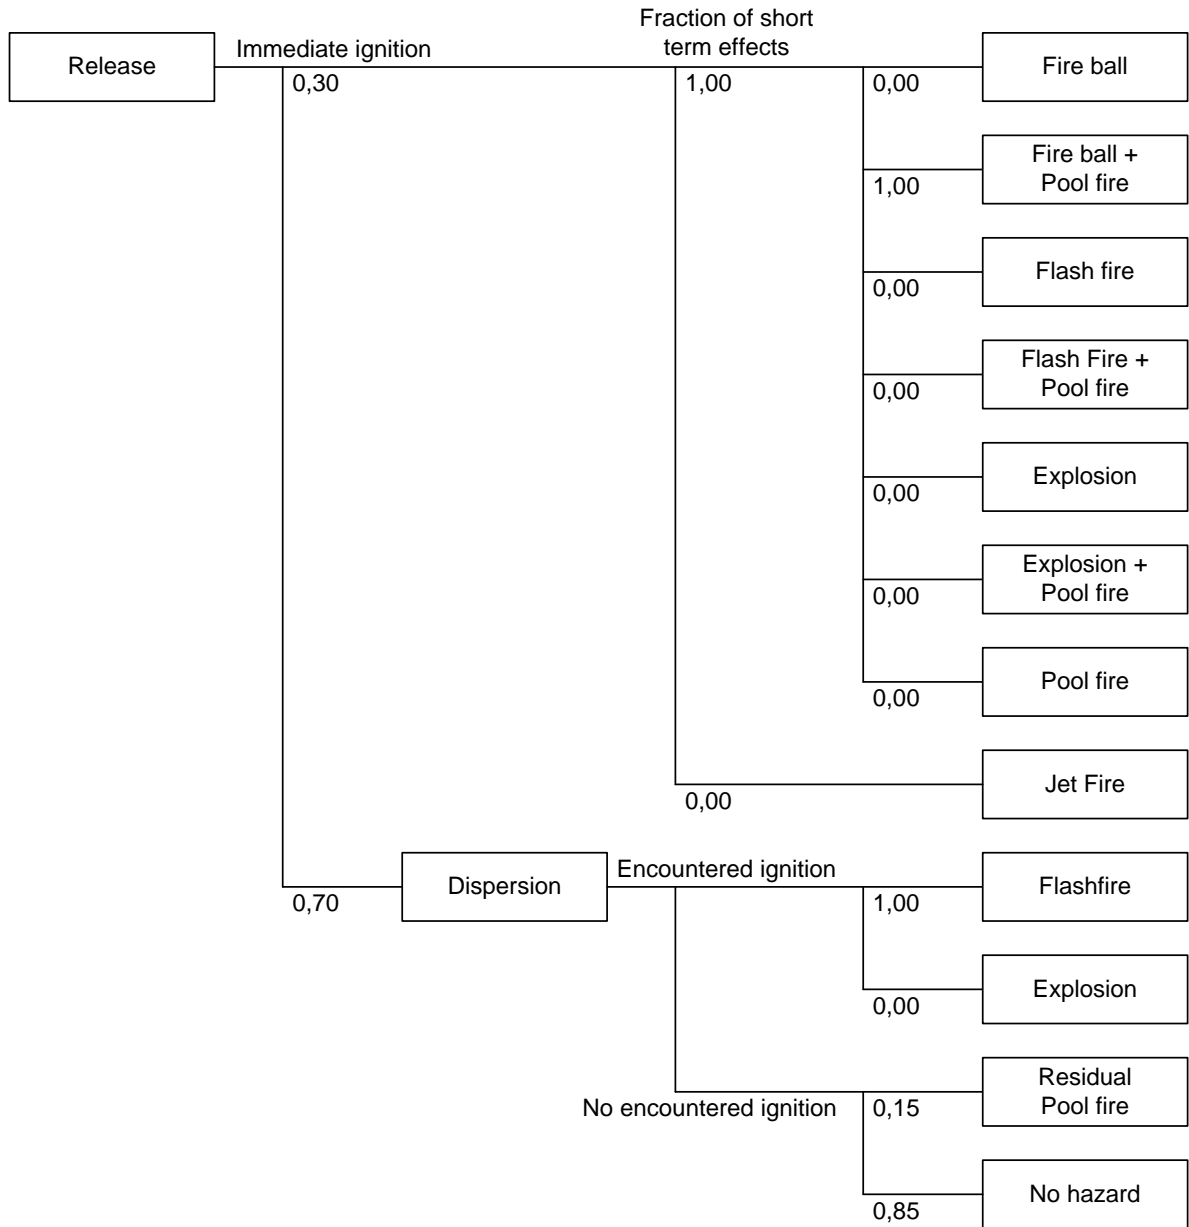 Fraction of short
term effects
Release
Immediate ignition
0,30
1,00
0,00
Fire ball
Fire ball +
Pool fire
1,00
Flash fire
0,00
Flash Fire +
Pool fire
0,00
Explosion
0,00
Explosion +
Pool fire
0,00
Pool fire
0,00
Jet Fire
0,00
Dispersion
0,70
Encountered ignition
1,00
Flashfire
Explosion
0,00
Residual
Pool fire
No encountered ignition
0,15
No hazard
0,85